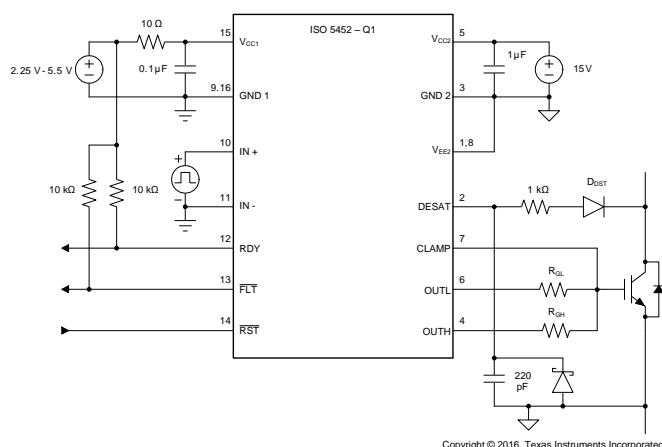 ISO 5452 – Q1
10 Ω
15
V_CC1
2.25 V - 5.5 V
0.1µF
9,16
GND 1
10
IN +
11
IN -
10 kΩ
10 kΩ
12
RDY
13
FLT
14
RST
5
V_CC2
1µF
15 V
3
GND 2
1,8
V_EE2
D_DST
1 kΩ
2
DESAT
7
CLAMP
R_GL
6
OUTL
R_GH
4
OUTH
220
pF
Copyright © 2016, Texas Instruments Incorporated